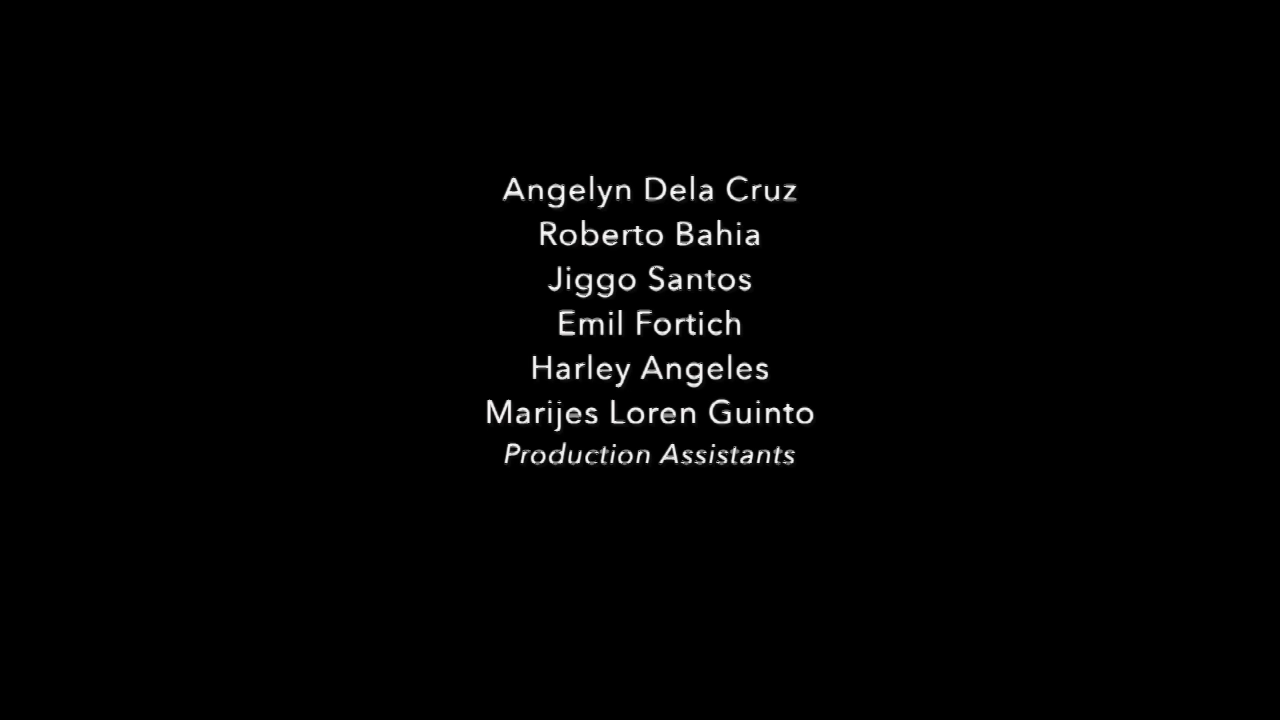 Angelyn Dela Cruz
Roberto Bahia
Jiggo Santos
Emil Fortich
Harley Angeles
Marijes Loren Guinto
Production Assistants